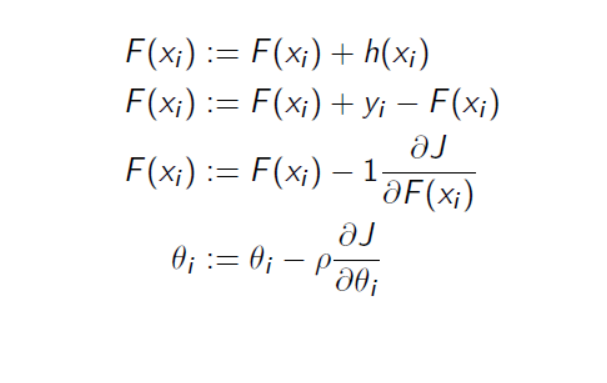 F(xᵢ) := F(xᵢ) + h(xᵢ)
F(xᵢ) := F(xᵢ) + yᵢ − F(xᵢ)
F(xᵢ) := F(xᵢ) − 1 ∂J/∂F(xᵢ)
θᵢ := θᵢ − ρ ∂J/∂θᵢ